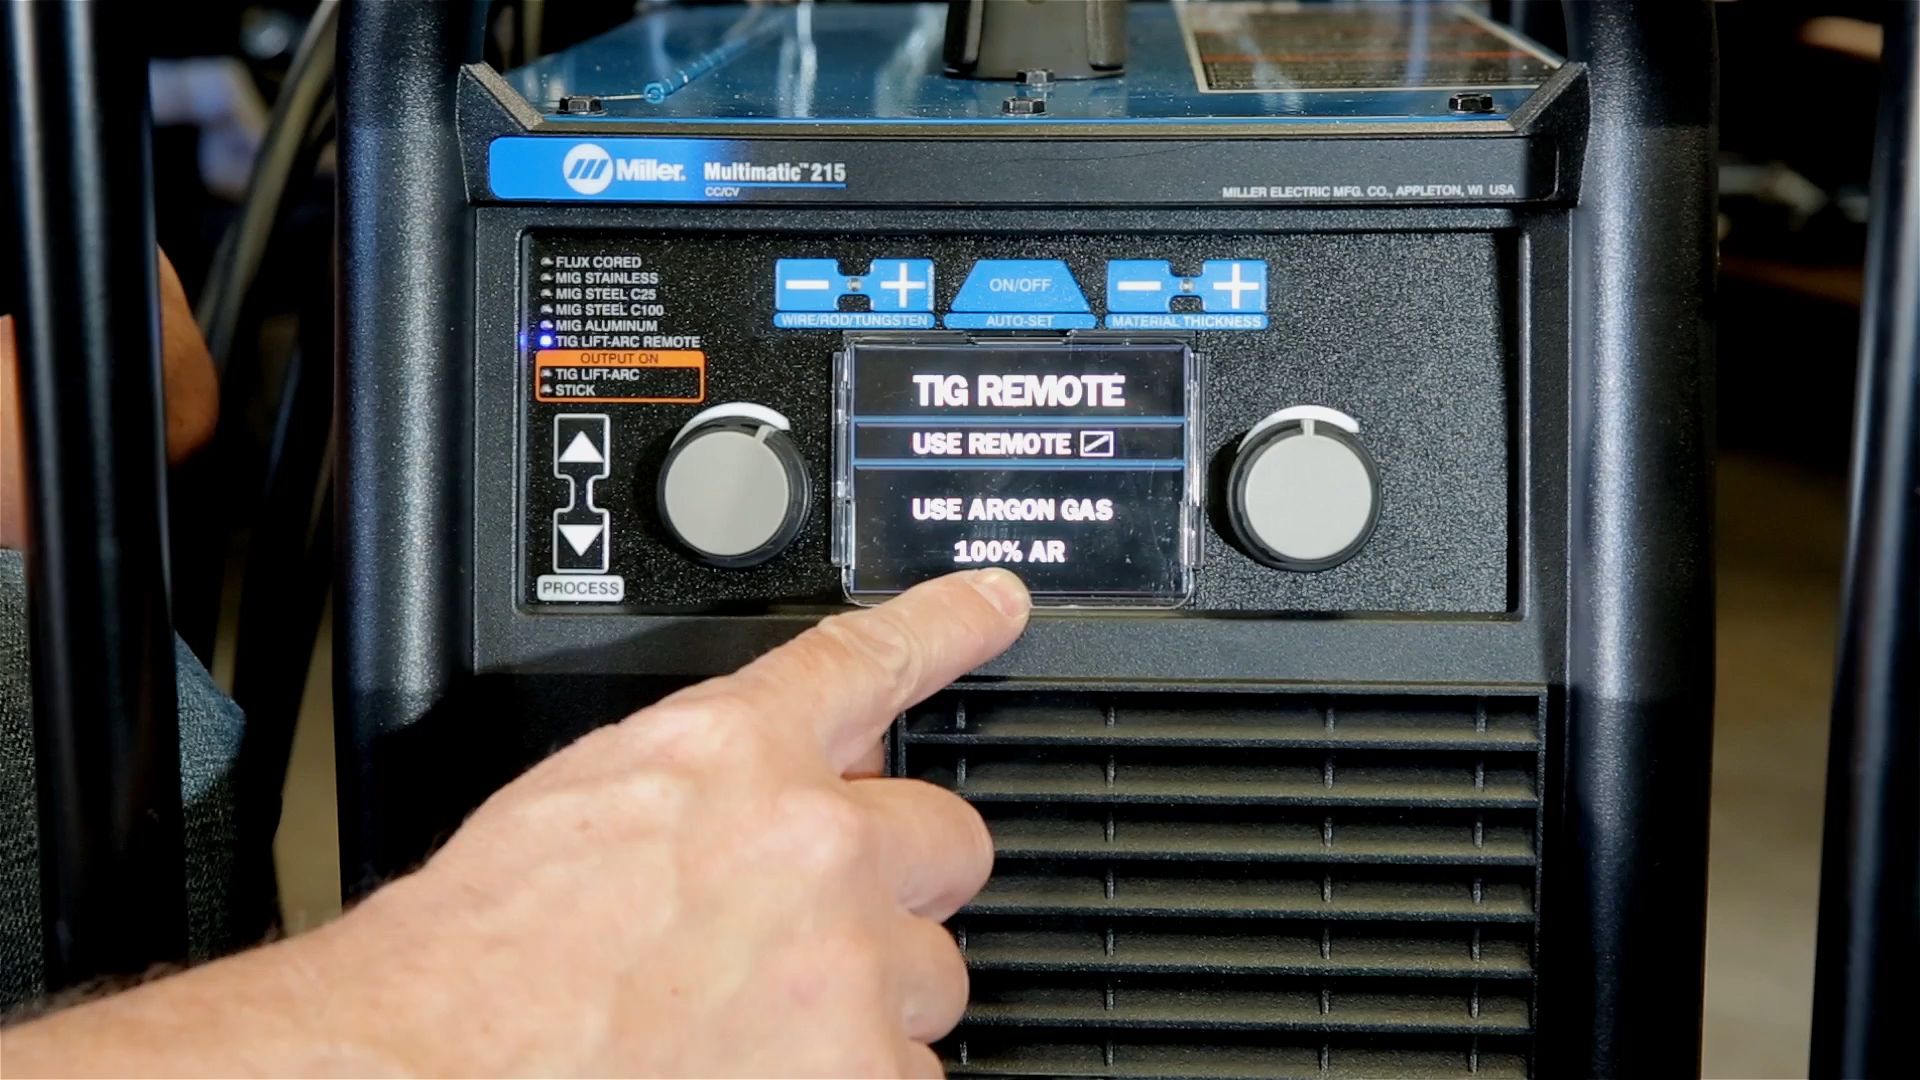 Miller. Multimatic™ 215
CC/CV
MILLER ELECTRIC MFG. CO., APPLETON, WI USA
FLUX CORED
MIG STAINLESS
MIG STEEL C25
MIG STEEL C100
MIG ALUMINUM
TIG LIFT-ARC REMOTE
OUTPUT ON
TIG LIFT-ARC
STICK
PROCESS
− +
WIRE/ROD/TUNGSTEN
ON/OFF
AUTO-SET
− +
MATERIAL THICKNESS
TIG REMOTE
USE REMOTE
USE ARGON GAS
100% AR